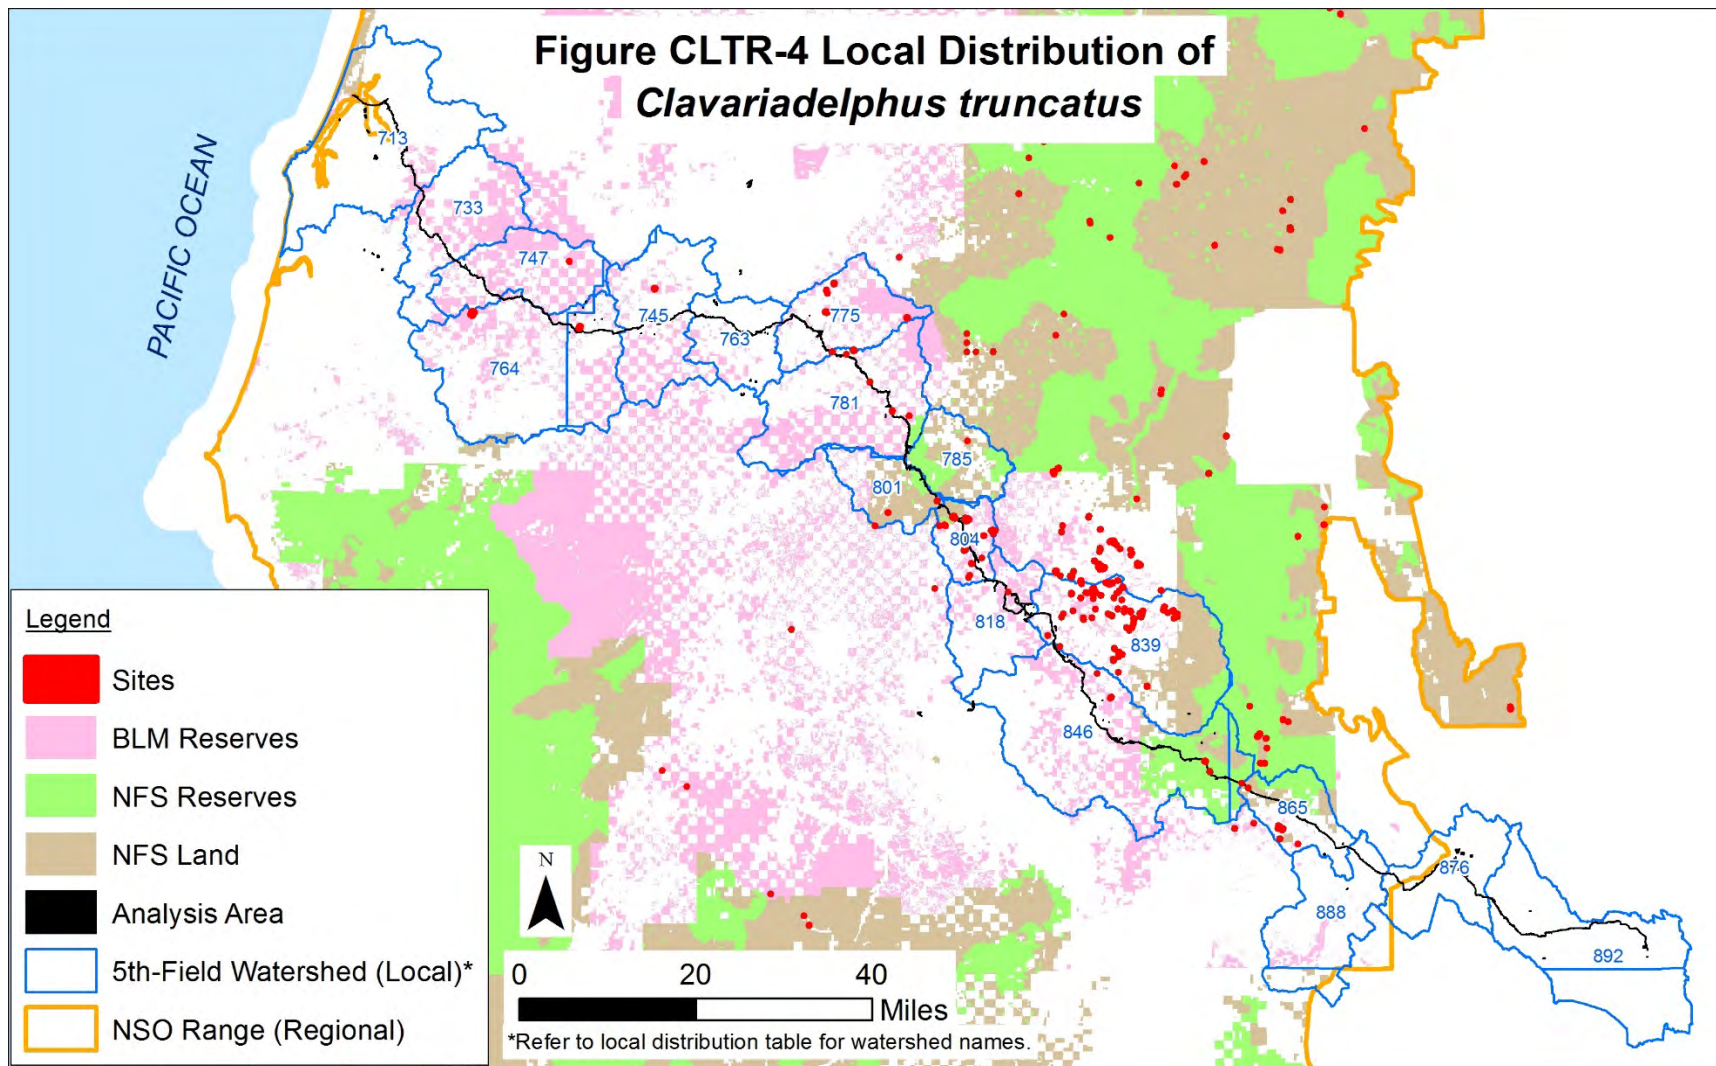 Figure CLTR-4 Local Distribution of
Clavariadelphus truncatus
PACIFIC OCEAN
713
733
747
745
775
763
764
781
785
801
804
818
839
846
865
876
888
892
Legend
Sites
BLM Reserves
NFS Reserves
NFS Land
Analysis Area
5th-Field Watershed (Local)*
NSO Range (Regional)
N
0 20 40
Miles
*Refer to local distribution table for watershed names.